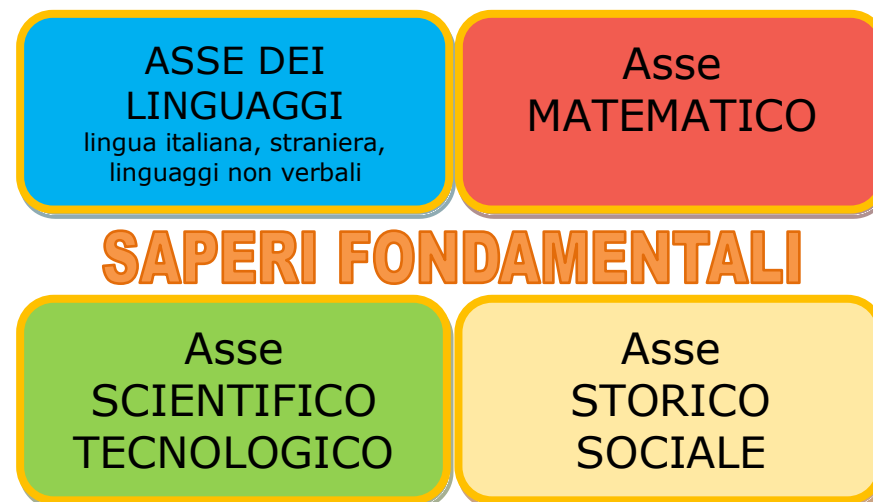 ASSE DEI
LINGUAGGI
lingua italiana, straniera,
linguaggi non verbali
Asse
MATEMATICO
SAPERI FONDAMENTALI
Asse
SCIENTIFICO
TECNOLOGICO
Asse
STORICO
SOCIALE